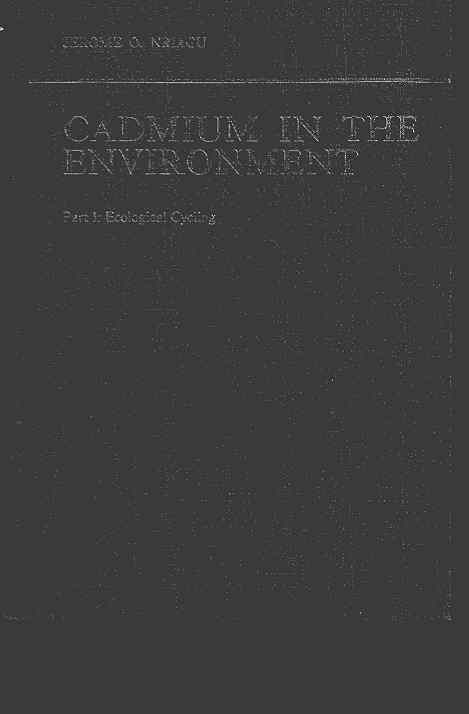 JEROME O. NRIAGU
CADMIUM IN THE
ENVIRONMENT
Part I: Ecological Cycling